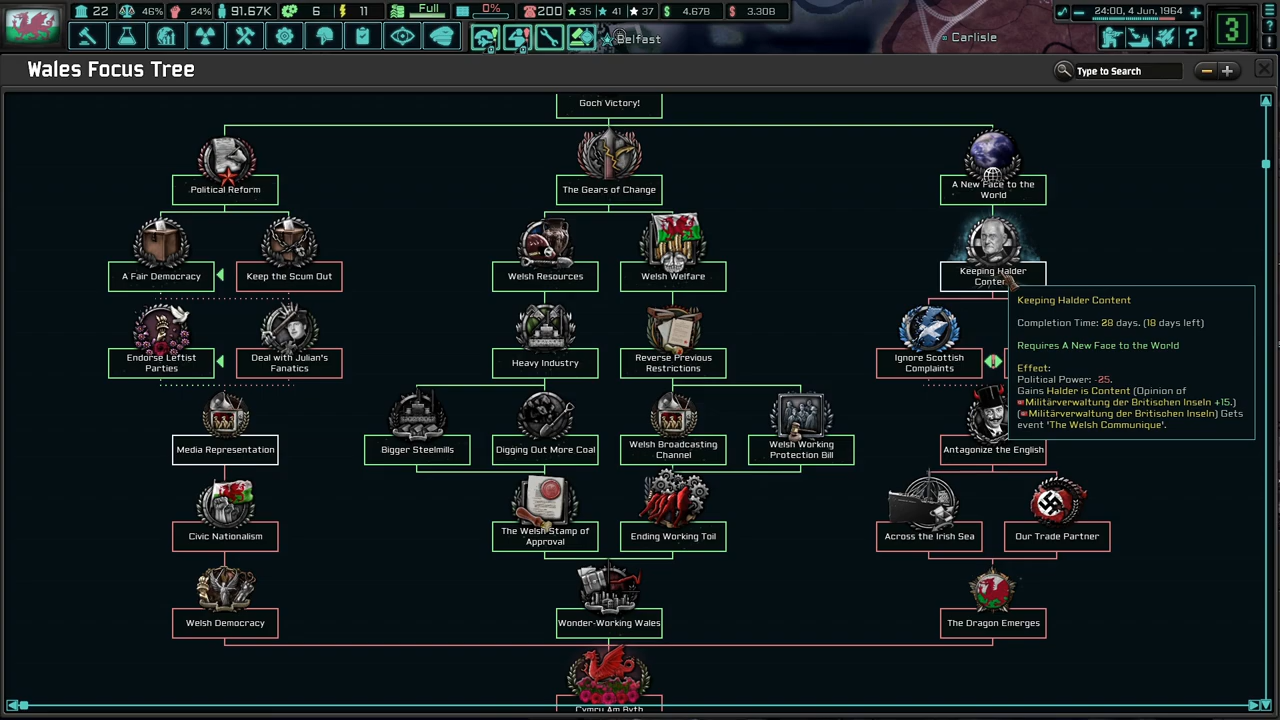 22 46% 24% 91.67K 6 11 Full 0% 200 35 41 37 4.67B 3.30B 24:00, 4 Jun, 1964
3
Belfast
Carlisle
Wales Focus Tree
Type to Search
Goch Victory!
Political Reform
The Gears of Change
A New Face to the
World
A Fair Democracy
Keep the Scum Out
Welsh Resources
Welsh Welfare
Keeping Halder
Content
Keeping Halder Content
Completion Time: 28 days. (18 days left)
Requires A New Face to the World
Effect:
Political Power: -25.
Gains Halder is Content (Opinion of
Militärverwaltung der Britischen Inseln +15.)
(Militärverwaltung der Britischen Inseln) Gets
event 'The Welsh Communique'.
Endorse Leftist
Parties
Deal with Julian's
Fanatics
Heavy Industry
Reverse Previous
Restrictions
Ignore Scottish
Complaints
Media Representation
Bigger Steelmills
Digging Out More Coal
Welsh Broadcasting
Channel
Welsh Working
Protection Bill
Antagonize the English
Civic Nationalism
The Welsh Stamp of
Approval
Ending Working Toil
Across the Irish Sea
Our Trade Partner
Welsh Democracy
Wonder-Working Wales
The Dragon Emerges
Cymru Am Byth